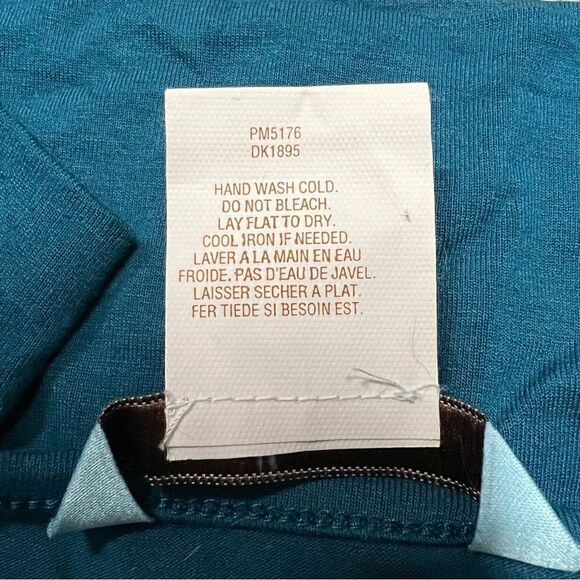 PM5176
DK1895
HAND WASH COLD.
DO NOT BLEACH.
LAY FLAT TO DRY.
COOL IRON IF NEEDED.
LAVER A LA MAIN EN EAU
FROIDE. PAS D'EAU DE JAVEL.
LAISSER SECHER A PLAT.
FER TIEDE SI BESOIN EST.